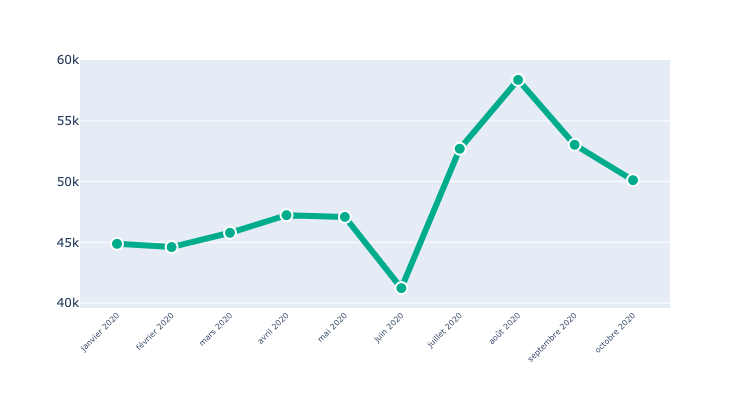 60k
55k
50k
45k
40k
janvier 2020
février 2020
mars 2020
avril 2020
mai 2020
juin 2020
juillet 2020
août 2020
septembre 2020
octobre 2020